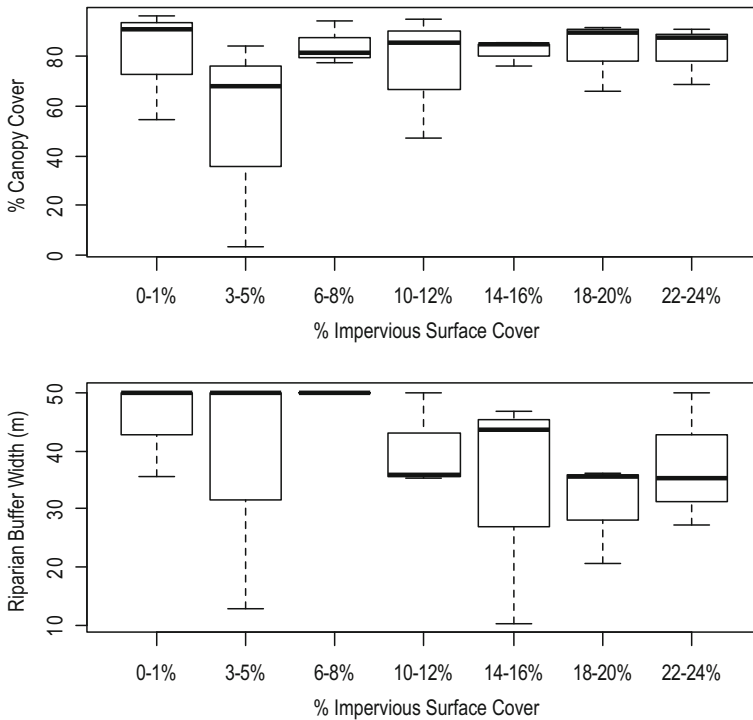 % Canopy Cover
80
60
40
20
0
0-1% 3-5% 6-8% 10-12% 14-16% 18-20% 22-24%
% Impervious Surface Cover
Riparian Buffer Width (m)
50
40
30
20
10
0-1% 3-5% 6-8% 10-12% 14-16% 18-20% 22-24%
% Impervious Surface Cover